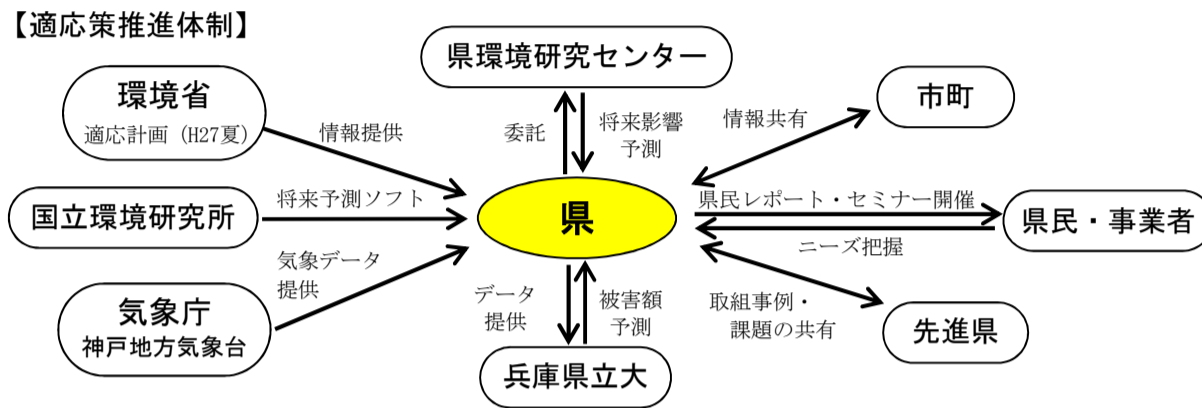 【適応策推進体制】
県環境研究センター
環境省
適応計画（H27夏）
市町
情報提供
委託
将来影響
予測
情報共有
国立環境研究所
将来予測ソフト
県
県民レポート・セミナー開催
県民・事業者
ニーズ把握
気象データ
提供
気象庁
神戸地方気象台
データ
提供
被害額
予測
取組事例・
課題の共有
先進県
兵庫県立大